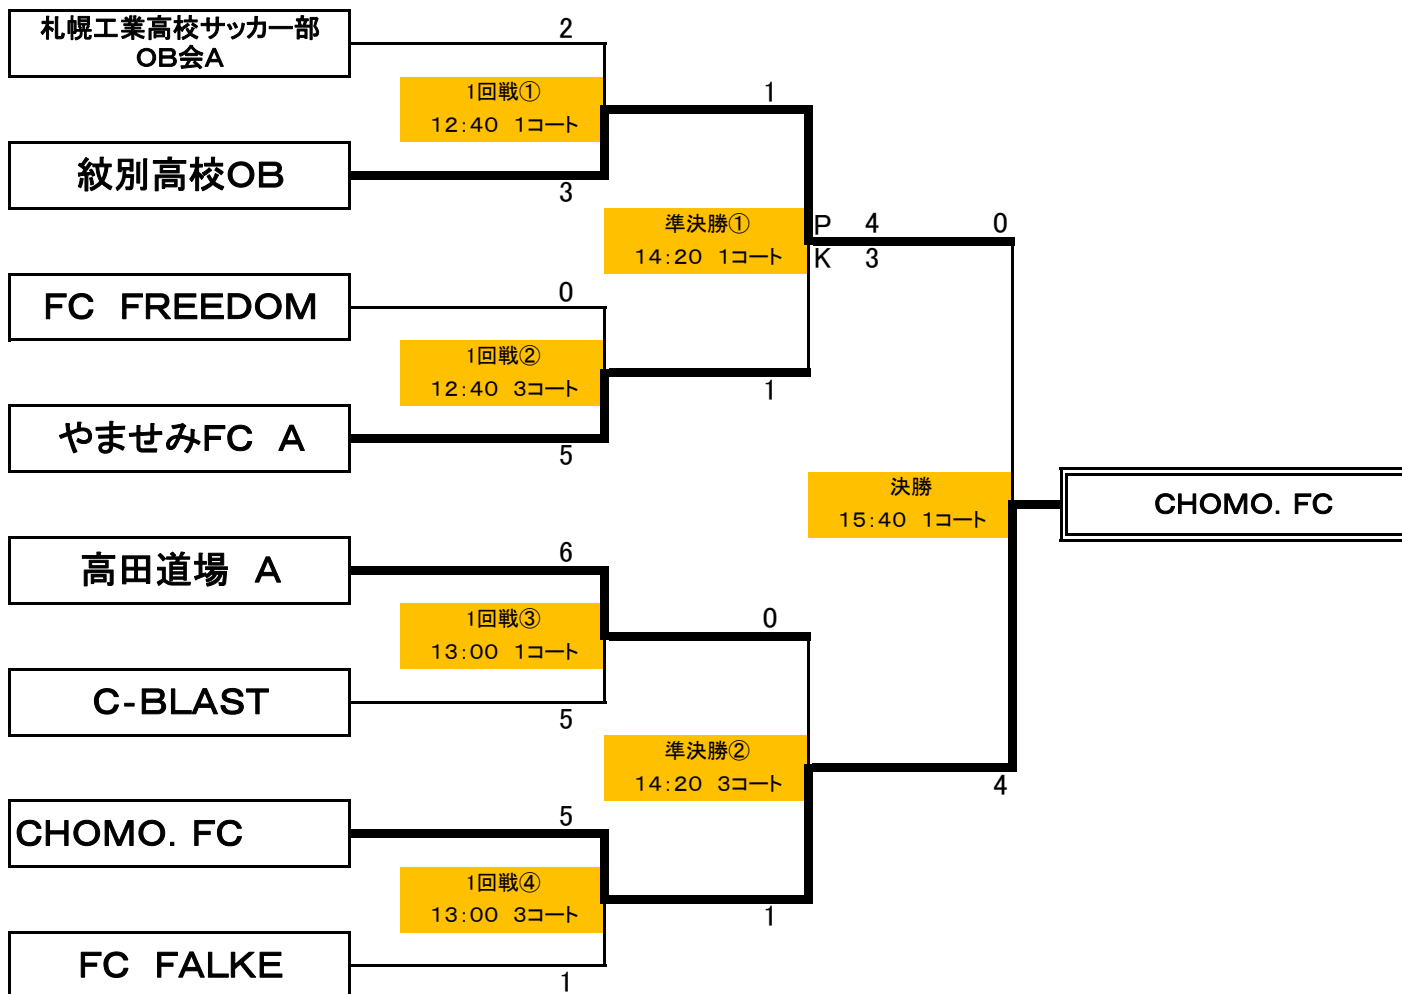 札幌工業高校サッカー部
OB会A
2
1回戦①
12:40 1コート
1
紋別高校OB
3
準決勝①
14:20 1コート
P 4
K 3
0
FC FREEDOM
0
1回戦②
12:40 3コート
1
やませみFC A
5
決勝
15:40 1コート
CHOMO. FC
高田道場 A
6
1回戦③
13:00 1コート
0
C-BLAST
5
準決勝②
14:20 3コート
4
CHOMO. FC
5
1回戦④
13:00 3コート
1
FC FALKE
1